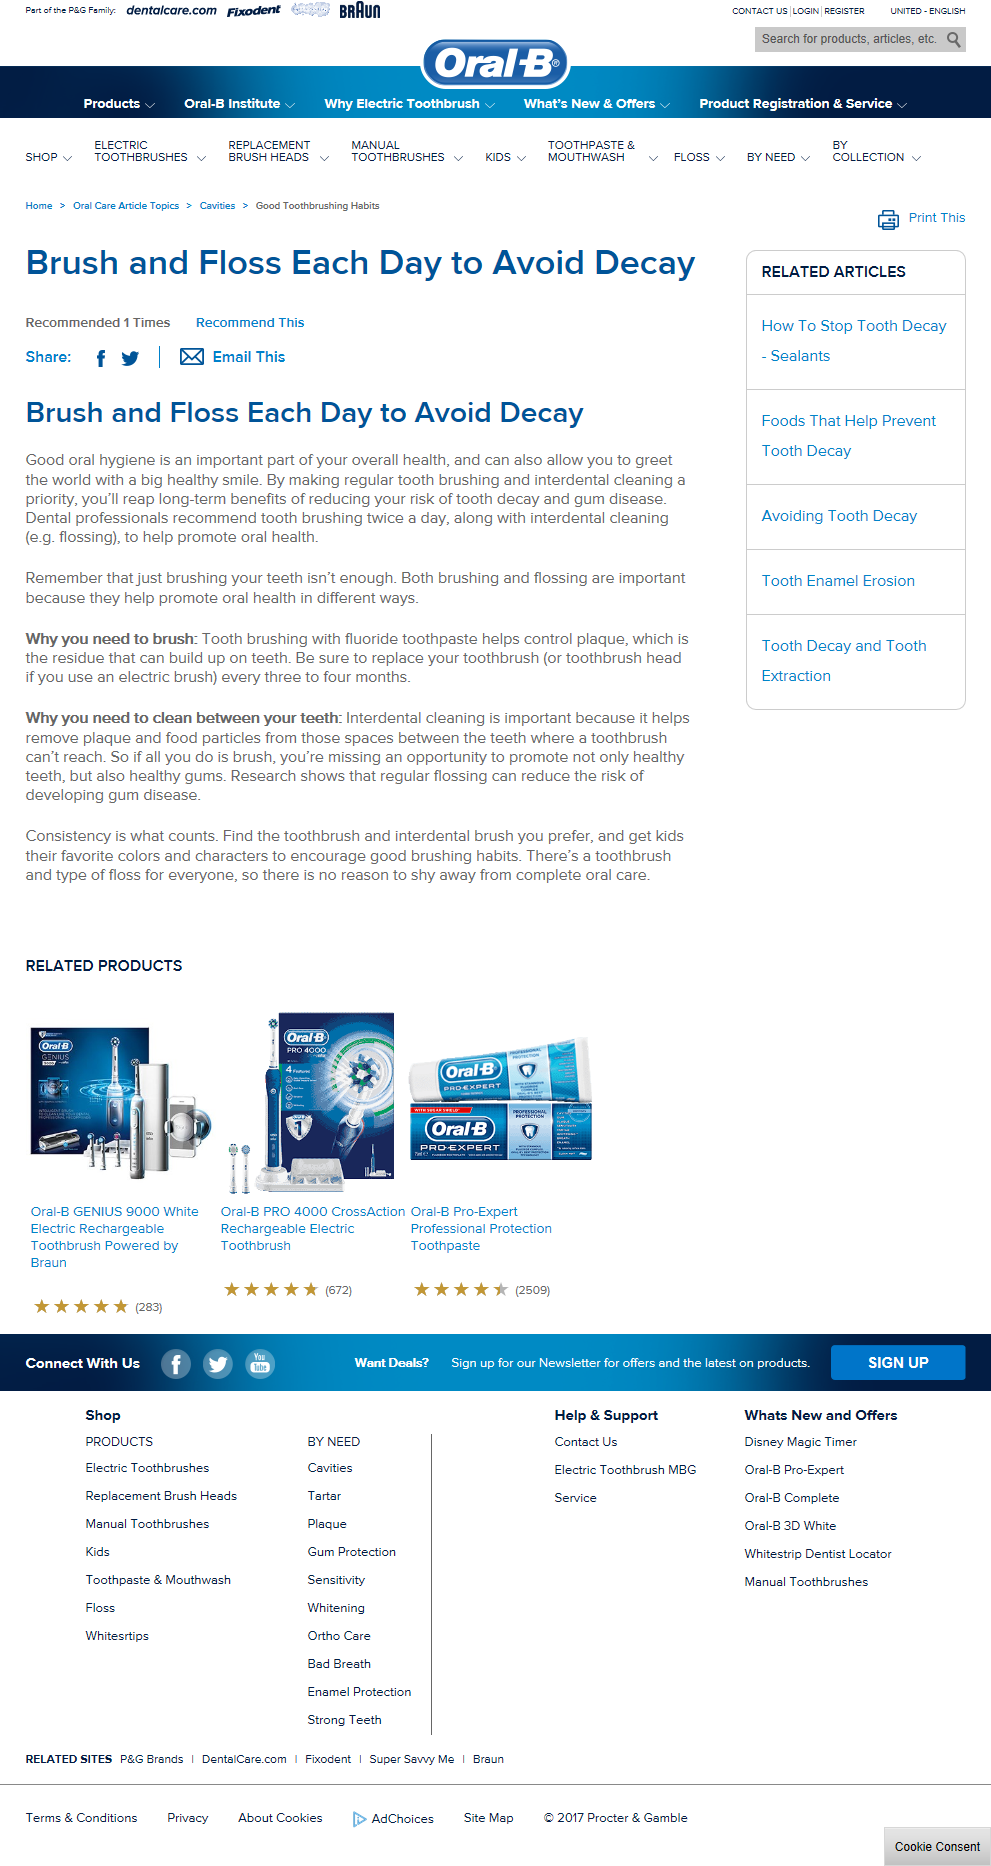 Part of the P&G Family: dentalcare.com Fixodent BRAUN
CONTACT US | LOGIN | REGISTER UNITED - ENGLISH
Search for products, articles, etc.
Oral-B®
Products Oral-B Institute Why Electric Toothbrush What's New & Offers Product Registration & Service
SHOP ELECTRIC TOOTHBRUSHES REPLACEMENT BRUSH HEADS MANUAL TOOTHBRUSHES KIDS TOOTHPASTE & MOUTHWASH FLOSS BY NEED BY COLLECTION
Home > Oral Care Article Topics > Cavities > Good Toothbrushing Habits
Print This
Brush and Floss Each Day to Avoid Decay
Recommended 1 Times Recommend This
Share: Email This
Brush and Floss Each Day to Avoid Decay
Good oral hygiene is an important part of your overall health, and can also allow you to greet
the world with a big healthy smile. By making regular tooth brushing and interdental cleaning a
priority, you'll reap long-term benefits of reducing your risk of tooth decay and gum disease.
Dental professionals recommend tooth brushing twice a day, along with interdental cleaning
(e.g. flossing), to help promote oral health.
Remember that just brushing your teeth isn't enough. Both brushing and flossing are important
because they help promote oral health in different ways.
Why you need to brush: Tooth brushing with fluoride toothpaste helps control plaque, which is
the residue that can build up on teeth. Be sure to replace your toothbrush (or toothbrush head
if you use an electric brush) every three to four months.
Why you need to clean between your teeth: Interdental cleaning is important because it helps
remove plaque and food particles from those spaces between the teeth where a toothbrush
can't reach. So if all you do is brush, you're missing an opportunity to promote not only healthy
teeth, but also healthy gums. Research shows that regular flossing can reduce the risk of
developing gum disease.
Consistency is what counts. Find the toothbrush and interdental brush you prefer, and get kids
their favorite colors and characters to encourage good brushing habits. There's a toothbrush
and type of floss for everyone, so there is no reason to shy away from complete oral care.
RELATED ARTICLES
How To Stop Tooth Decay
- Sealants
Foods That Help Prevent
Tooth Decay
Avoiding Tooth Decay
Tooth Enamel Erosion
Tooth Decay and Tooth
Extraction
RELATED PRODUCTS
Oral-B
GENIUS
Oral-B
PRO 4000
4 Features
1
Oral-B
PRO-EXPERT
PROFESSIONAL
PROTECTION
Oral-B
PRO-EXPERT
PROFESSIONAL
PROTECTION
Oral-B GENIUS 9000 White
Electric Rechargeable
Toothbrush Powered by
Braun
(283)
Oral-B PRO 4000 CrossAction
Rechargeable Electric
Toothbrush
(672)
Oral-B Pro-Expert
Professional Protection
Toothpaste
(2509)
Connect With Us f You Tube Want Deals? Sign up for our Newsletter for offers and the latest on products. SIGN UP
Shop
PRODUCTS
Electric Toothbrushes
Replacement Brush Heads
Manual Toothbrushes
Kids
Toothpaste & Mouthwash
Floss
Whitesrtips
BY NEED
Cavities
Tartar
Plaque
Gum Protection
Sensitivity
Whitening
Ortho Care
Bad Breath
Enamel Protection
Strong Teeth
Help & Support
Contact Us
Electric Toothbrush MBG
Service
Whats New and Offers
Disney Magic Timer
Oral-B Pro-Expert
Oral-B Complete
Oral-B 3D White
Whitestrip Dentist Locator
Manual Toothbrushes
RELATED SITES P&G Brands | DentalCare.com | Fixodent | Super Savvy Me | Braun
Terms & Conditions Privacy About Cookies AdChoices Site Map © 2017 Procter & Gamble
Cookie Consent